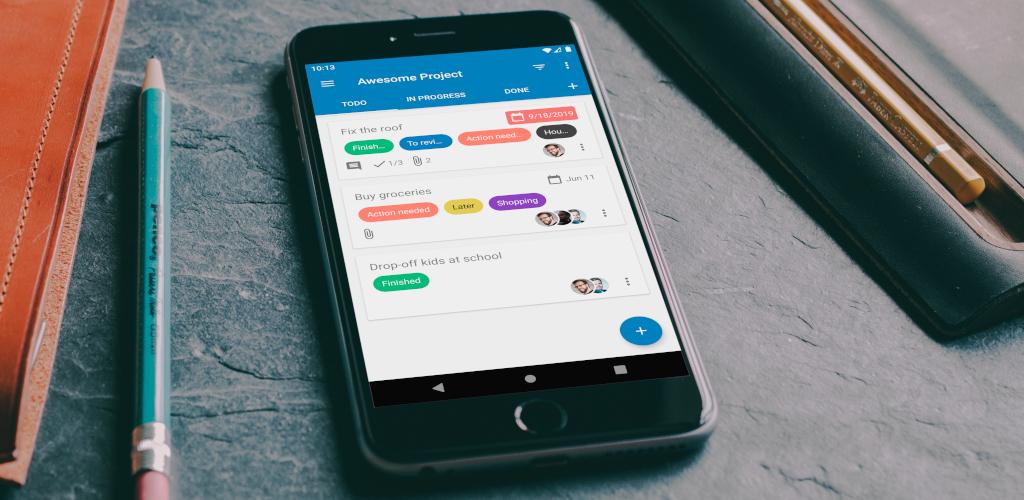 10:13
Awesome Project
TODO IN PROGRESS DONE
Fix the roof 9/18/2019
Finish... To revi... Action need... Hou...
1/3 2
Buy groceries Jun 11
Action needed Later Shopping
Drop-off kids at school
Finished